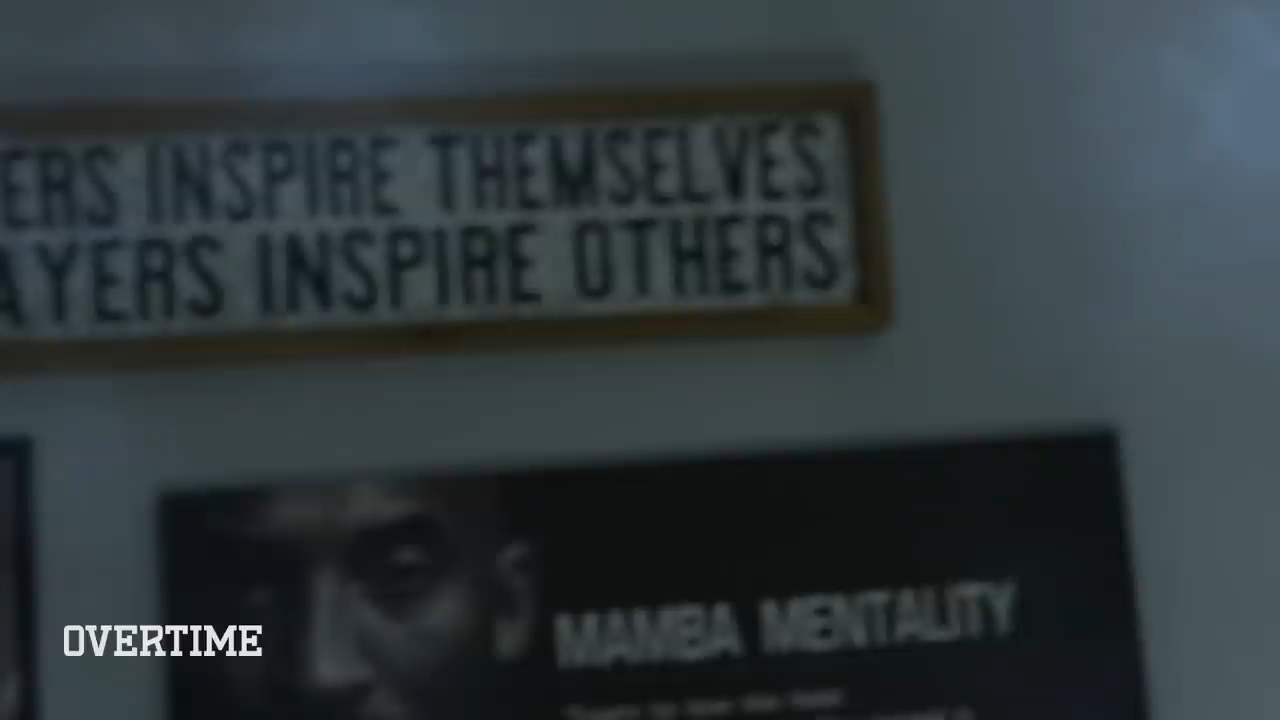 ERS INSPIRE THEMSELVES
AYERS INSPIRE OTHERS
MAMBA MENTALITY
OVERTIME